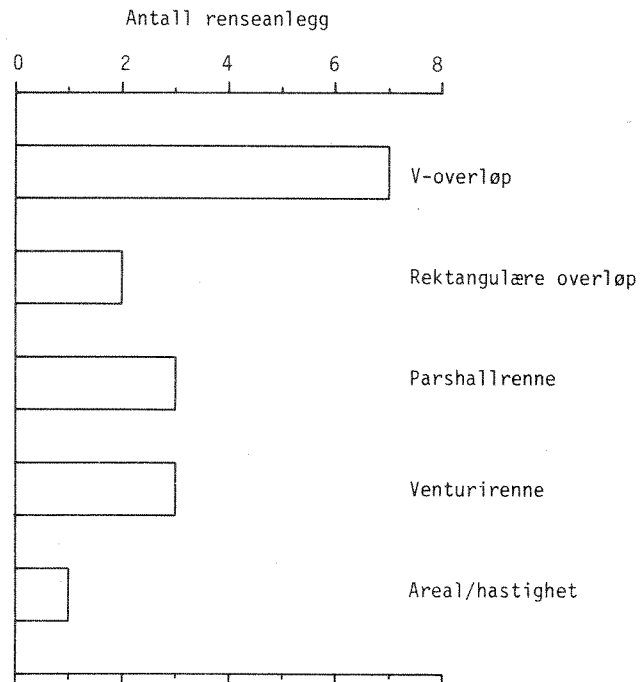 Antall renseanlegg
0 2 4 6 8
V-overløp
Rektangulære overløp
Parshallrenne
Venturirenne
Areal/hastighet